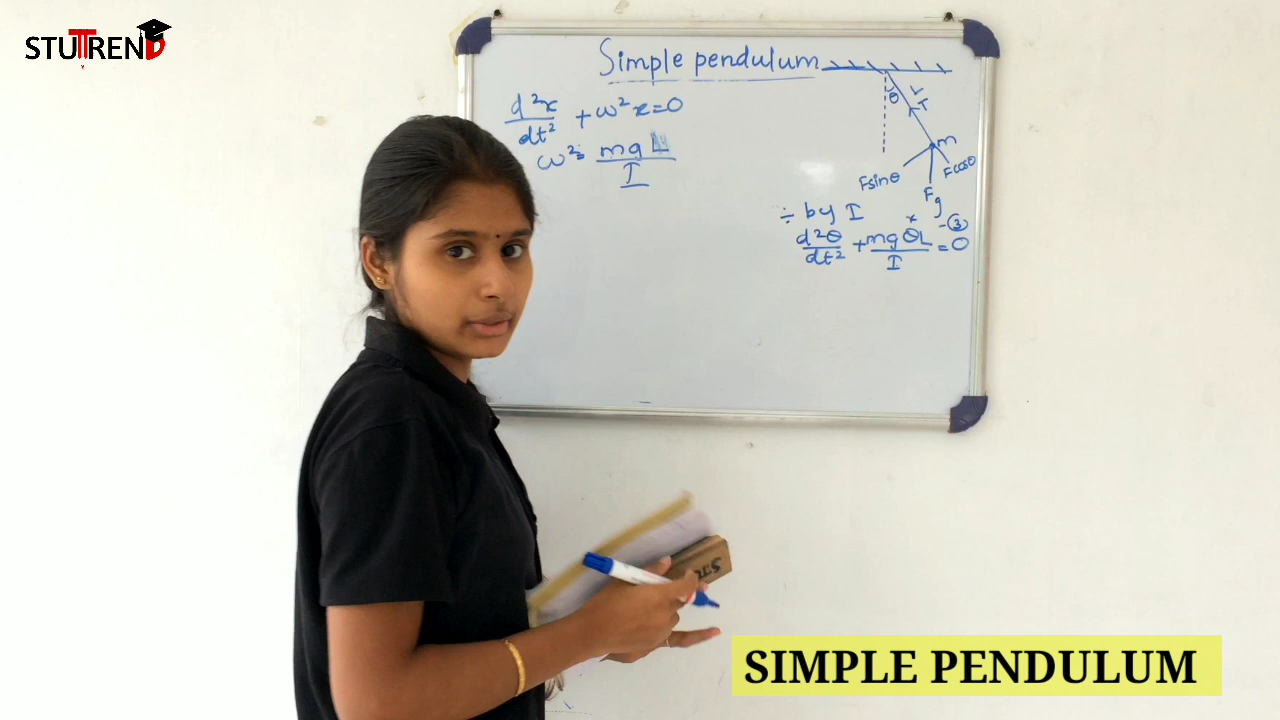 STUTREND
Simple pendulum
d²x/dt² + ω²x=0
ω²= mgL/I
θ
L
T
m
Fsinθ
Fcosθ
Fg
÷ by I
x
d²θ/dt² + mgθL/I = 0 -③
SIMPLE PENDULUM